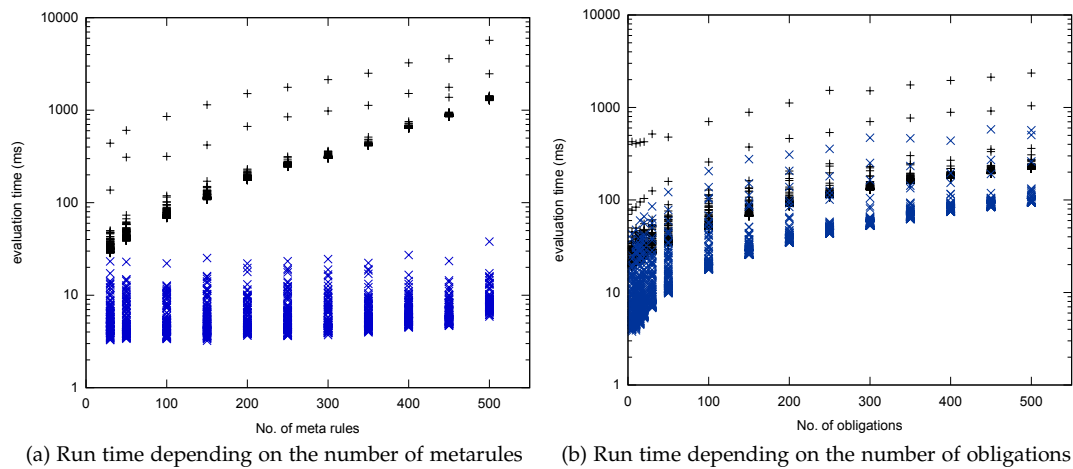 10000
1000
100
10
1
evaluation time (ms)
0 100 200 300 400 500
No. of meta rules
(a) Run time depending on the number of metarules
10000
1000
100
10
1
evaluation time (ms)
0 100 200 300 400 500
No. of obligations
(b) Run time depending on the number of obligations